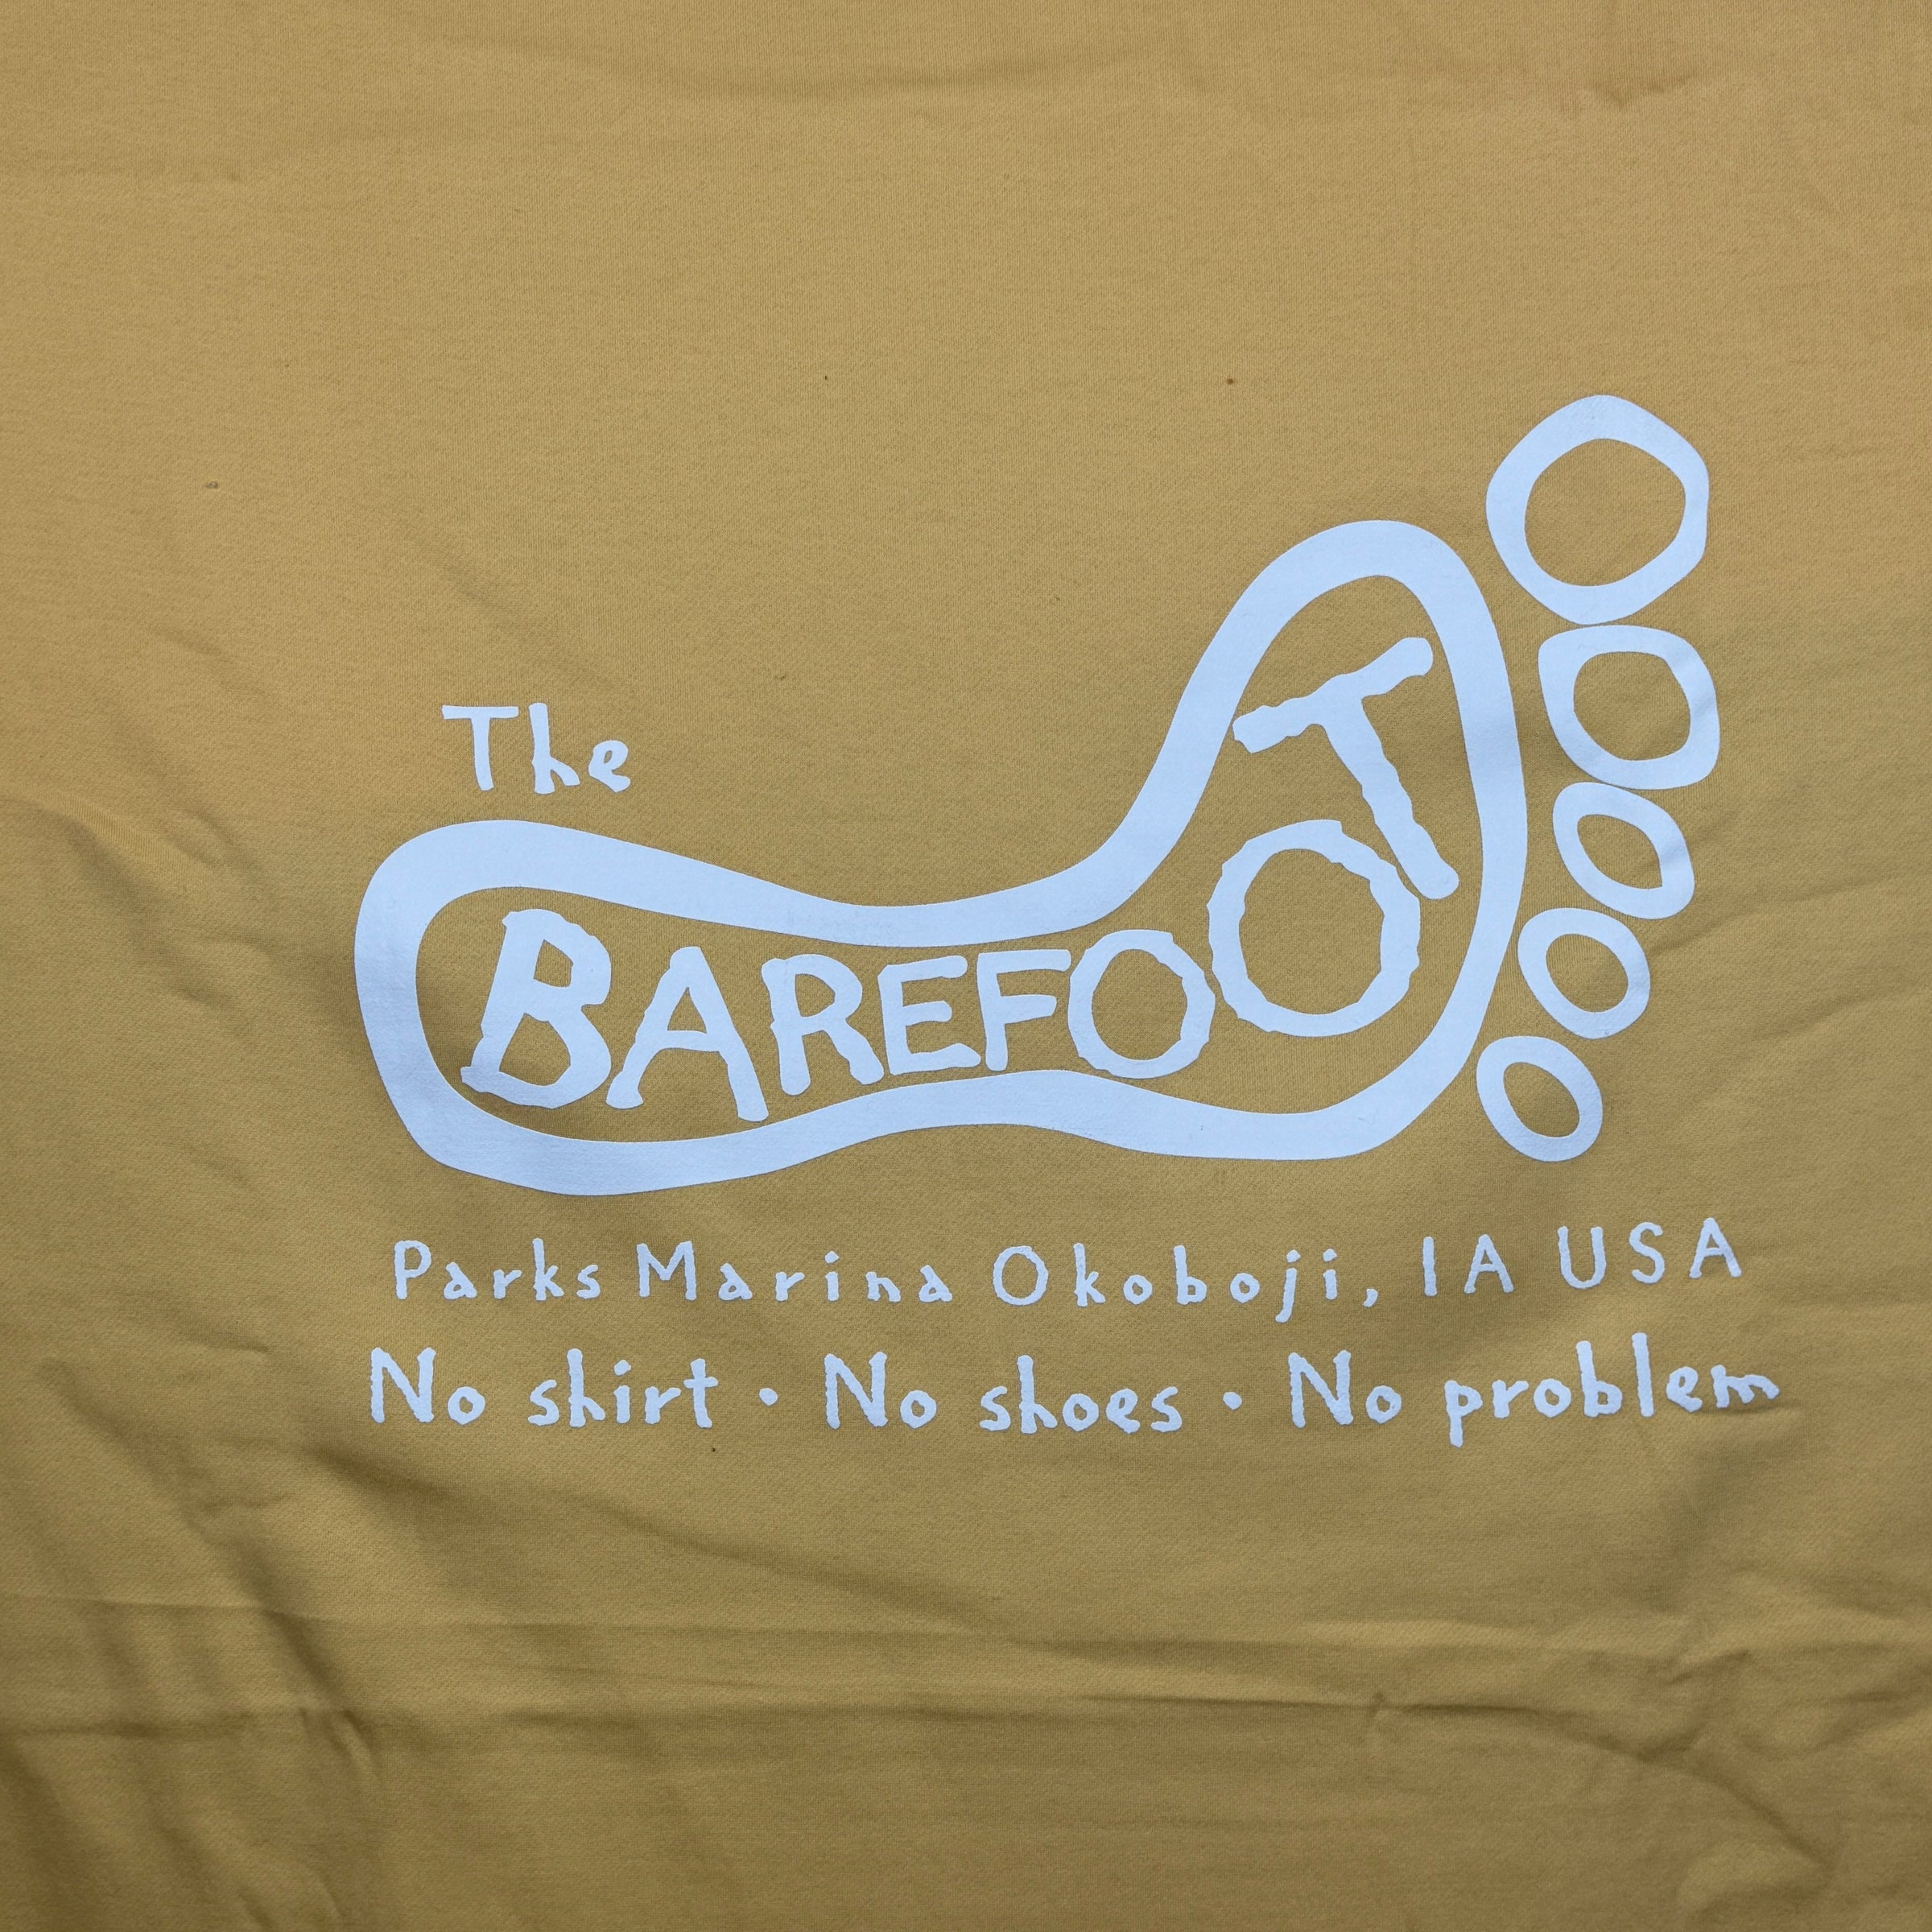 The
BAREFOOT
Parks Marina Okoboji, IA USA
No shirt • No shoes • No problem